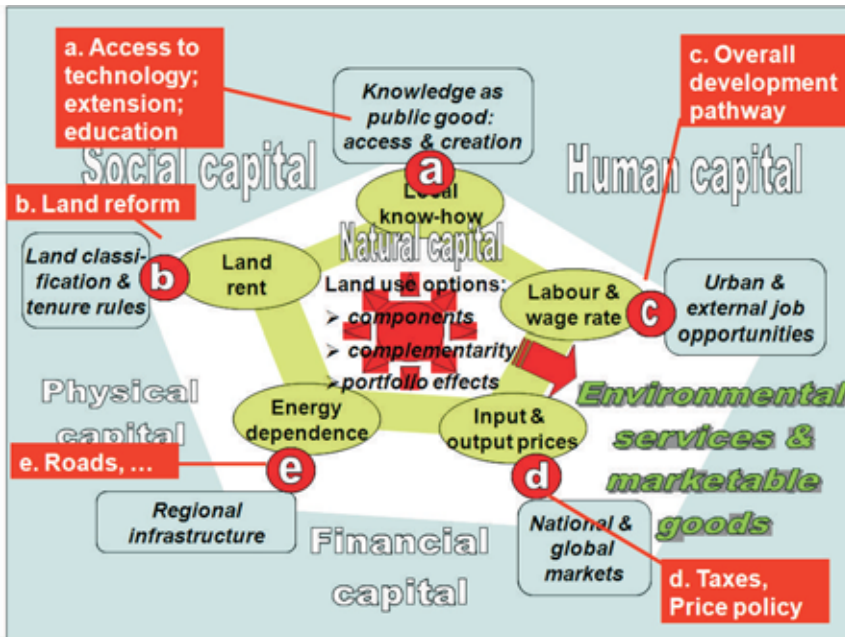 a. Access to
technology;
extension;
education
Knowledge as
public good:
access & creation
c. Overall
development
pathway
Social capital
Human capital
a
Local
know-how
b. Land reform
Land classi-
fication &
tenure rules
b
Land
rent
Natural capital
Land use options:
➢ components
➢ complementarity
➢ portfolio effects
Labour &
wage rate
c
Urban &
external job
opportunities
Physical
capital
Energy
dependence
Input &
output prices
Environmental
services &
marketable
goods
e. Roads, ...
e
d
Regional
infrastructure
Financial
capital
National &
global
markets
d. Taxes,
Price policy